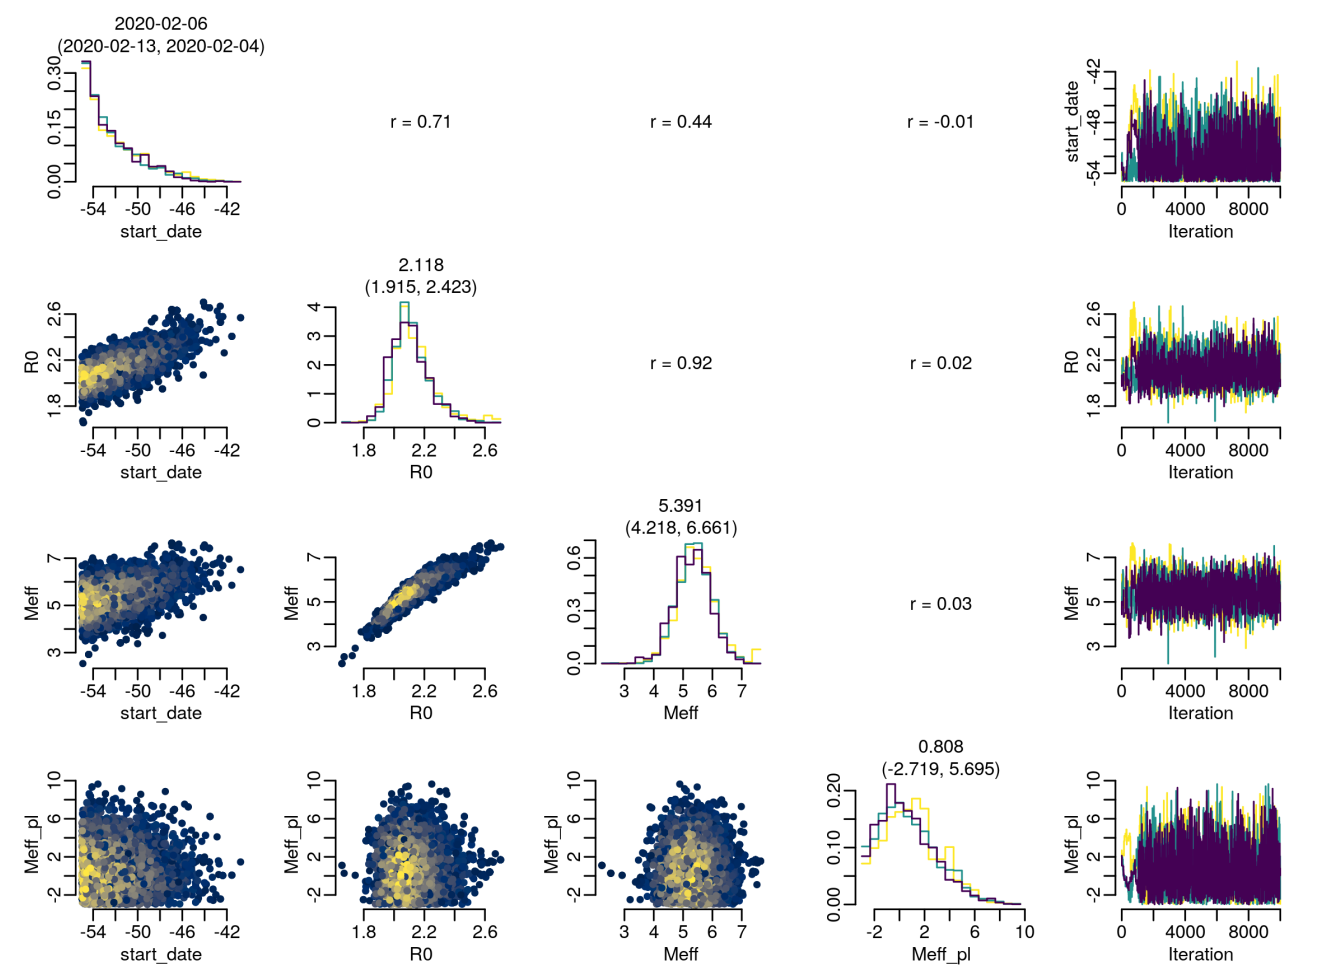 2020-02-06
(2020-02-13, 2020-02-04)
0.00 0.15 0.30
-54 -50 -46 -42
start_date
r = 0.71
r = 0.44
r = -0.01
start_date
-54 -48 -42
0 4000 8000
Iteration
R0
1.8 2.2 2.6
-54 -50 -46 -42
start_date
2.118
(1.915, 2.423)
0 1 2 3 4
1.8 2.2 2.6
R0
r = 0.92
r = 0.02
R0
1.8 2.2 2.6
0 4000 8000
Iteration
Meff
3 5 7
-54 -50 -46 -42
start_date
Meff
3 5 7
1.8 2.2 2.6
R0
5.391
(4.218, 6.661)
0.0 0.3 0.6
3 4 5 6 7
Meff
r = 0.03
Meff
3 5 7
0 4000 8000
Iteration
Meff_pl
-2 2 6 10
-54 -50 -46 -42
start_date
Meff_pl
-2 2 6 10
1.8 2.2 2.6
R0
Meff_pl
-2 2 6 10
3 4 5 6 7
Meff
0.808
(-2.719, 5.695)
0.00 0.10 0.20
-2 2 6 10
Meff_pl
Meff_pl
-2 2 6 10
0 4000 8000
Iteration